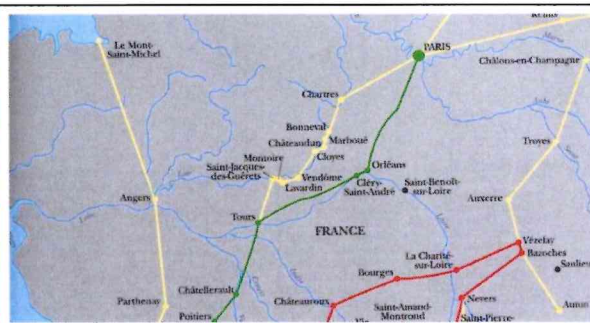 Reims
PARIS
Marne
Le Mont-
Saint-Michel
Châlons-en-Champagne
Chartres
Bonneval
Châteaudun
Marboué
Cloyes
Troyes
Montoire
Saint-Jacques-
des-Guérets
Vendôme
Lavardin
Orléans
Cléry-
Saint-André
Saint-Benoît-
sur-Loire
Angers
Auxerre
Tours
FRANCE
Vézelay
Bazoches
La Charité-
sur-Loire
Saulieu
Bourges
Châtellerault
Parthenay
Poitiers
Châteauroux
Saint-Amand-
Montrond
Nevers
Saint-Pierre-
Autun